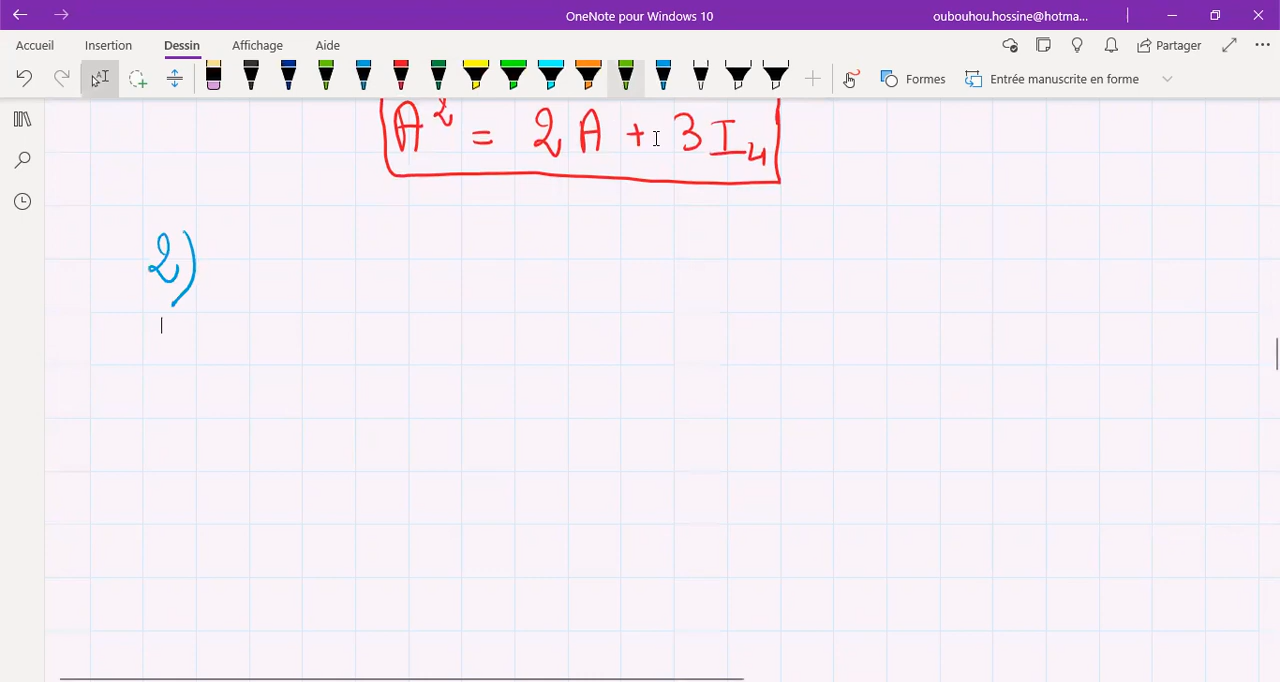 OneNote pour Windows 10
oubouhou.hossine@hotma...
Accueil Insertion Dessin Affichage Aide
Partager
Formes
Entrée manuscrite en forme
A² = 2A + 3I₄
2)